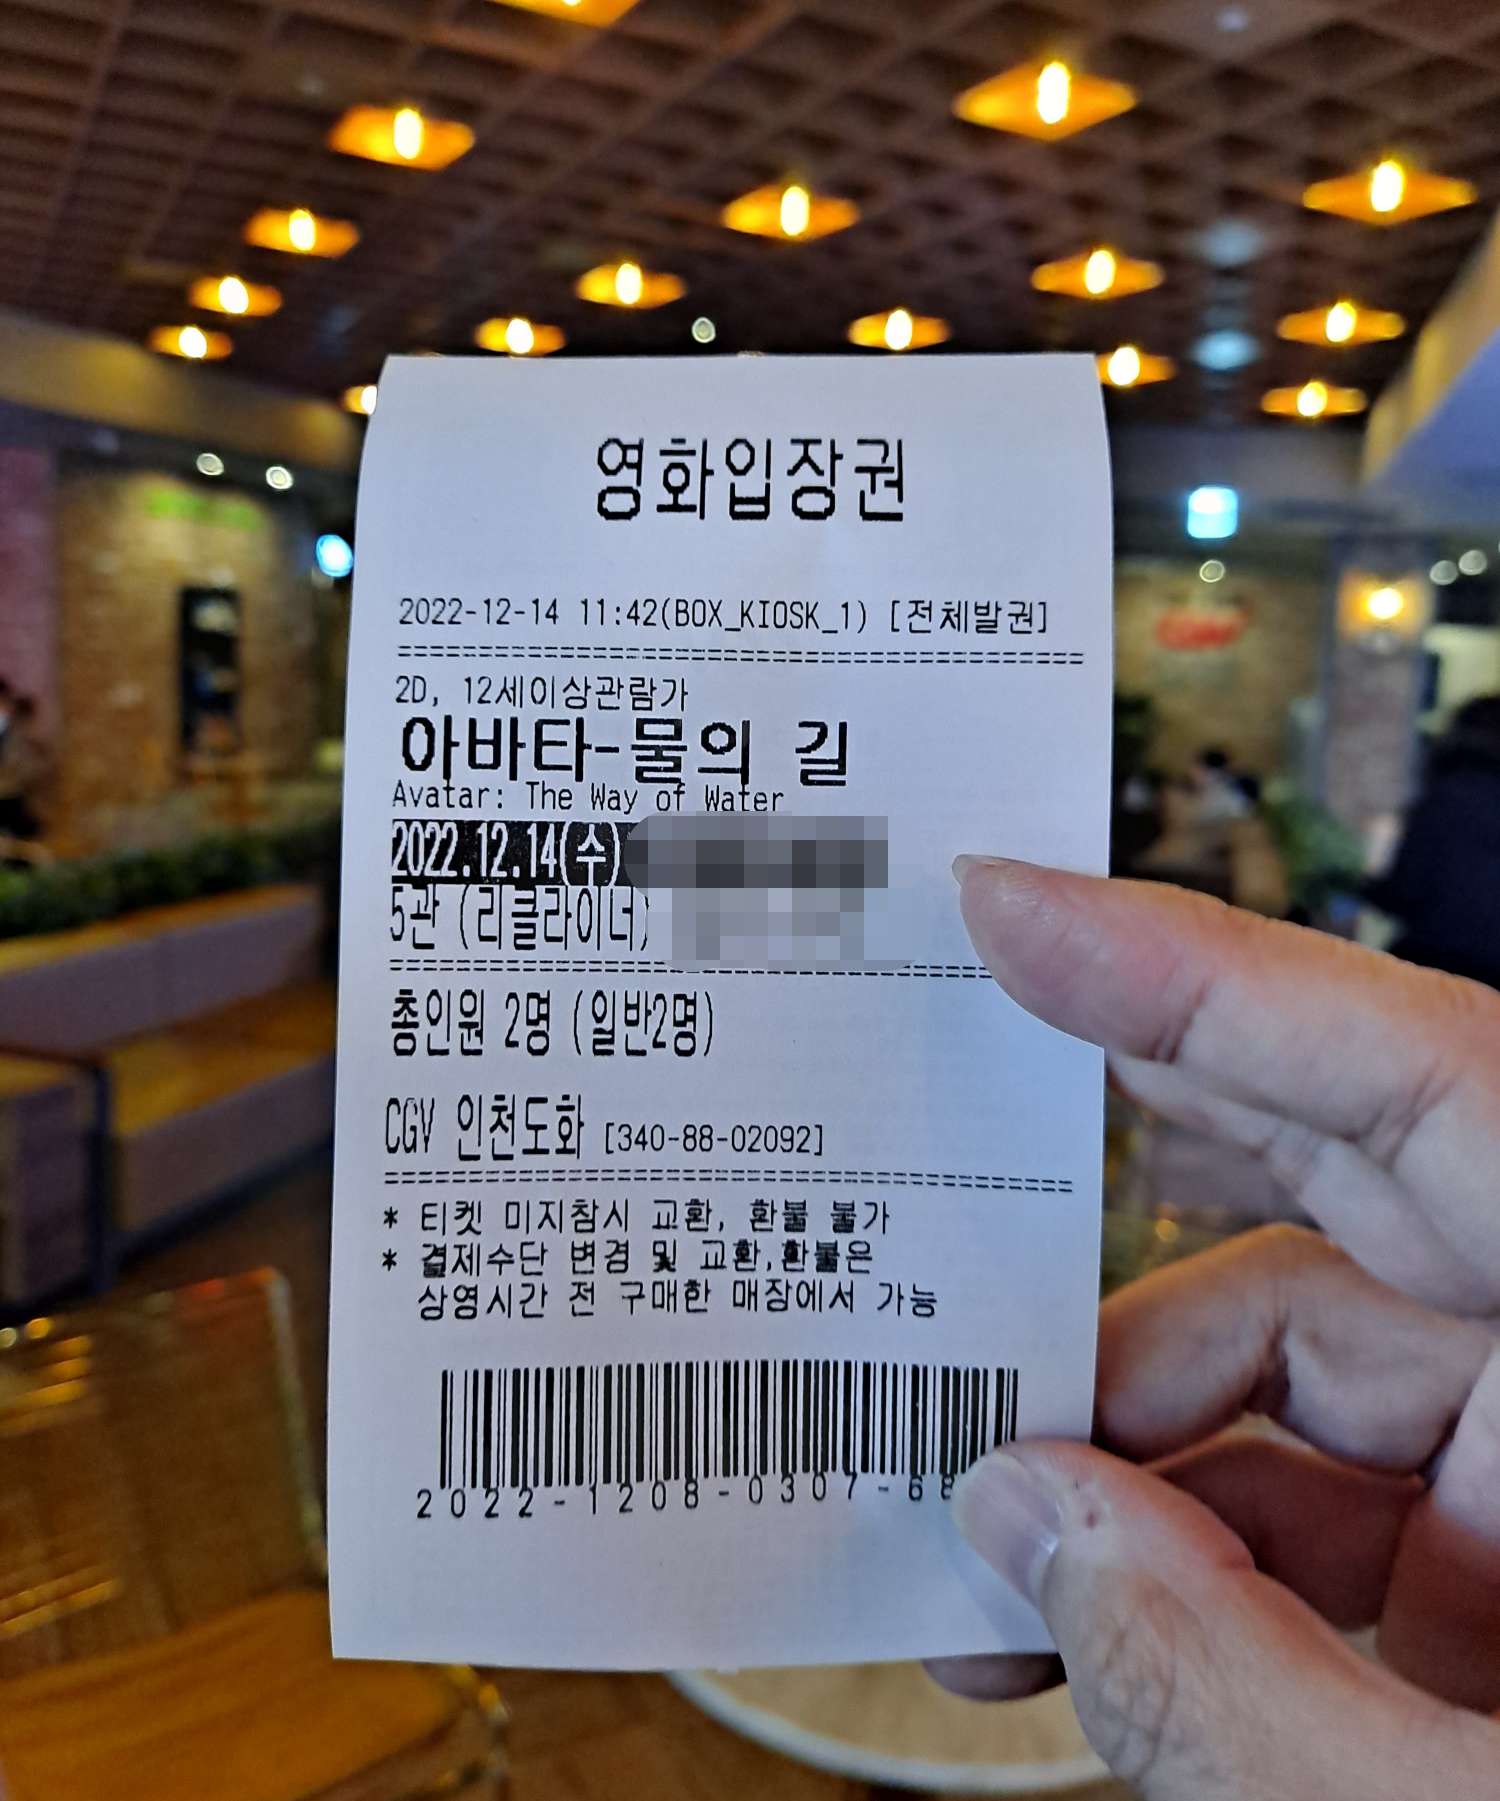 영화입장권
2022-12-14 11:42(BOX_KIOSK_1) [전체발권]
===========================================
2D, 12세이상관람가
아바타-물의 길
Avatar: The Way of Water
2022.12.14(수)
5관 (리클라이너)
===========================================
총인원 2명 (일반2명)
CGV 인천도화 [340-88-02092]
===========================================
* 티켓 미지참시 교환, 환불 불가
* 결제수단 변경 및 교환,환불은
상영시간 전 구매한 매장에서 가능
2022-1208-0307-68